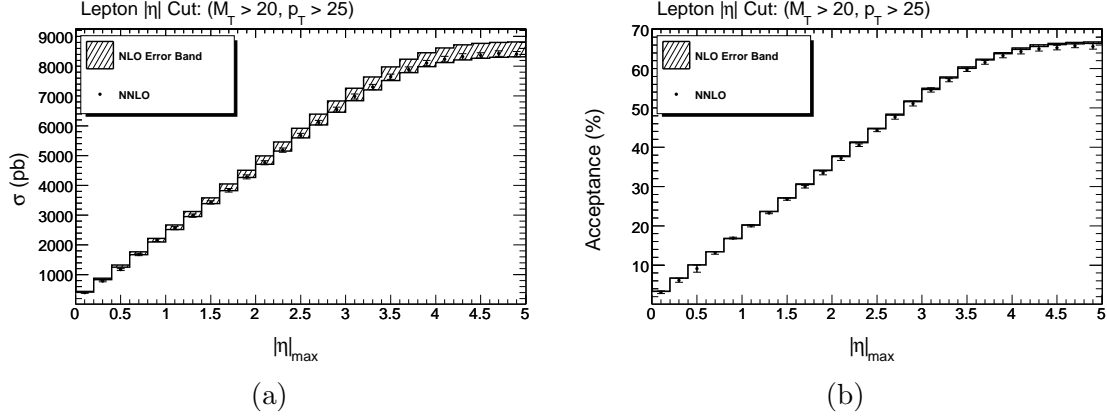 Lepton |η| Cut: (M_T > 20, p_T > 25)
σ (pb)
9000
8000
7000
6000
5000
4000
3000
2000
1000
NLO Error Band
NNLO
0 0.5 1 1.5 2 2.5 3 3.5 4 4.5 5
|η|_max
(a)
Lepton |η| Cut: (M_T > 20, p_T > 25)
Acceptance (%)
70
60
50
40
30
20
10
NLO Error Band
NNLO
0 0.5 1 1.5 2 2.5 3 3.5 4 4.5 5
|η|_max
(b)